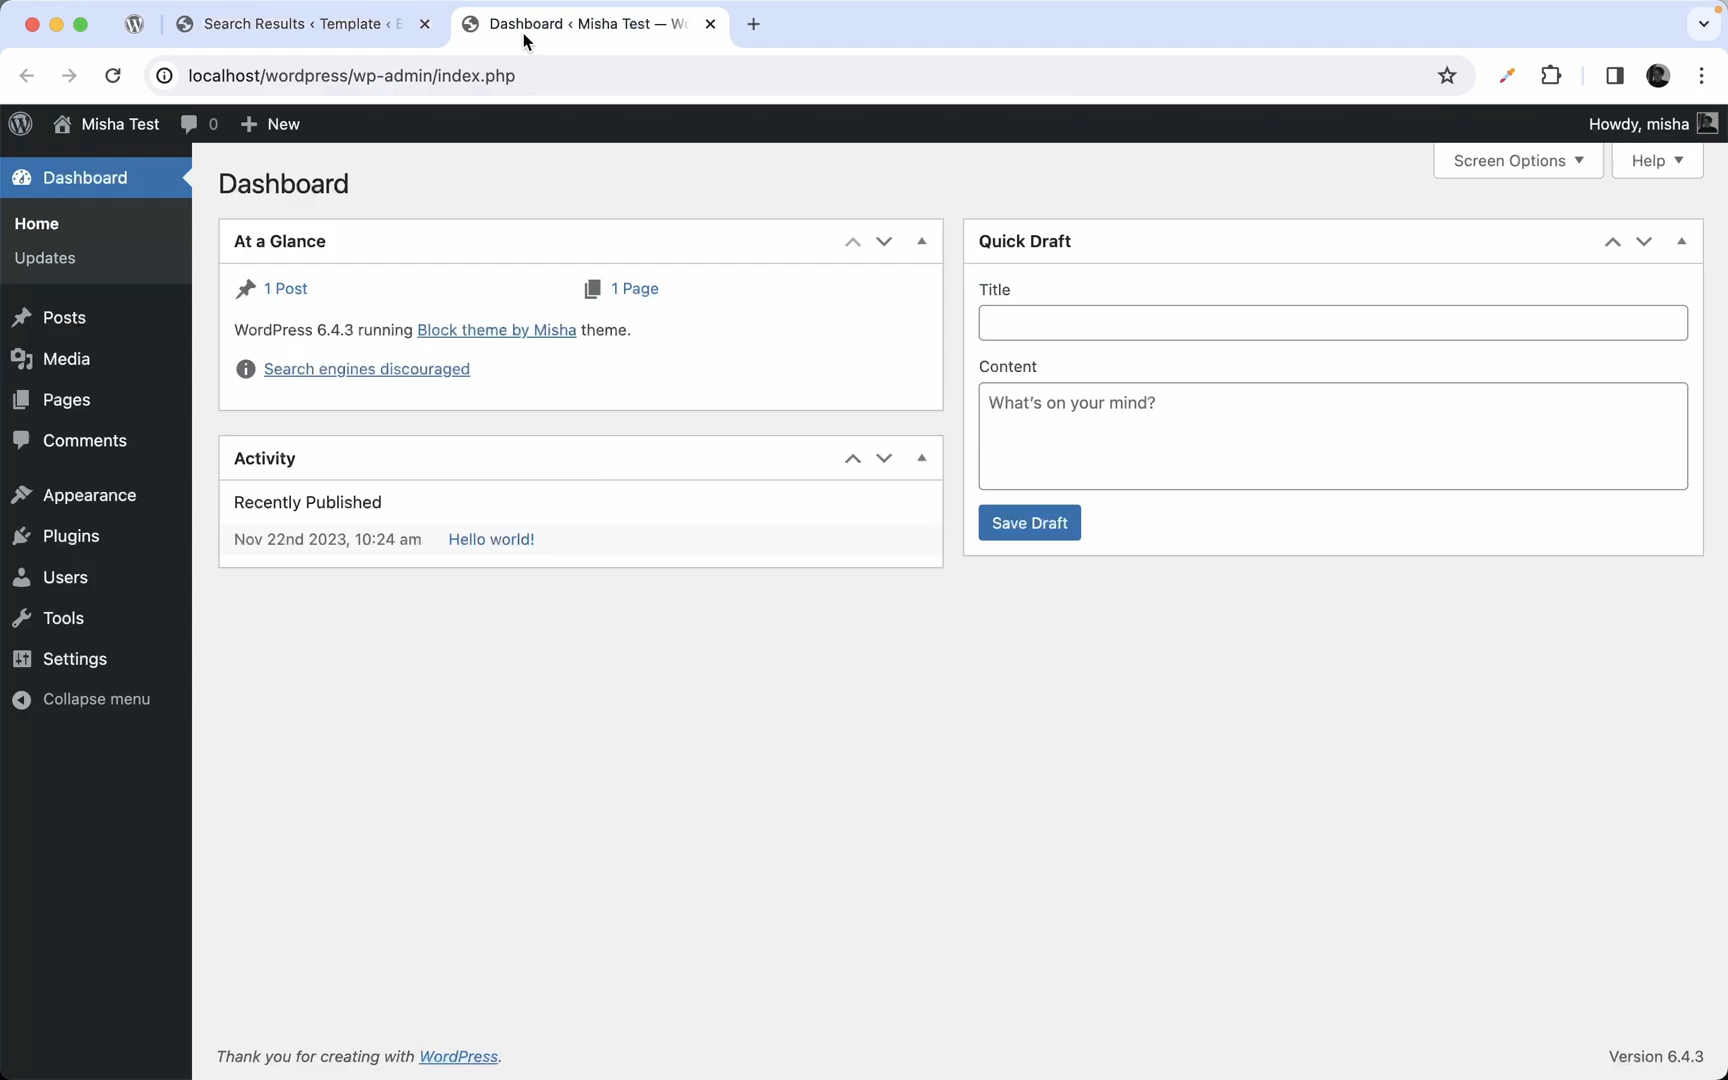 Search Results ‹ Template ‹ E
Dashboard ‹ Misha Test — Wo
localhost/wordpress/wp-admin/index.php
Misha Test
0
New
Howdy, misha
Dashboard
Home
Updates
Posts
Media
Pages
Comments
Appearance
Plugins
Users
Tools
Settings
Collapse menu
Screen Options
Help
Dashboard
At a Glance
1 Post
1 Page
WordPress 6.4.3 running Block theme by Misha theme.
Search engines discouraged
Activity
Recently Published
Nov 22nd 2023, 10:24 am Hello world!
Quick Draft
Title
Content
What's on your mind?
Save Draft
Thank you for creating with WordPress.
Version 6.4.3